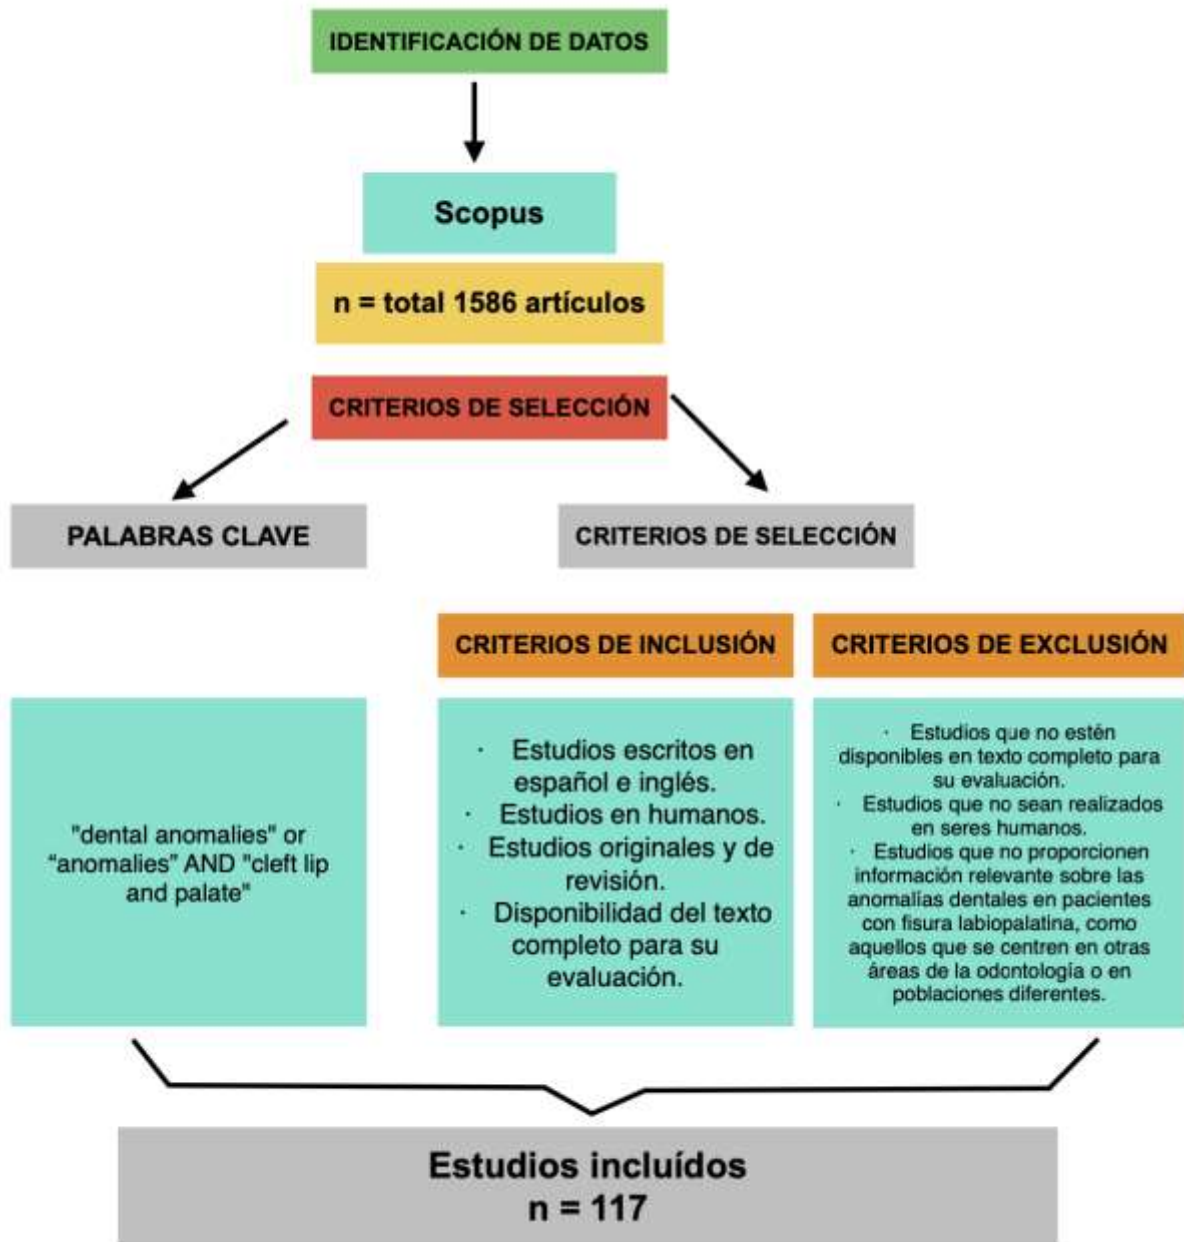 IDENTIFICACIÓN DE DATOS
Scopus
n = total 1586 artículos
CRITERIOS DE SELECCIÓN
PALABRAS CLAVE
CRITERIOS DE SELECCIÓN
CRITERIOS DE INCLUSIÓN
CRITERIOS DE EXCLUSIÓN
"dental anomalies" or
“anomalies” AND "cleft lip
and palate"
· Estudios escritos en
español e inglés.
· Estudios en humanos.
· Estudios originales y de
revisión.
· Disponibilidad del texto
completo para su
evaluación.
· Estudios que no estén
disponibles en texto completo para
su evaluación.
· Estudios que no sean realizados
en seres humanos.
· Estudios que no proporcionen
información relevante sobre las
anomalías dentales en pacientes
con fisura labiopalatina, como
aquellos que se centren en otras
áreas de la odontología o en
poblaciones diferentes.
Estudios incluídos
n = 117